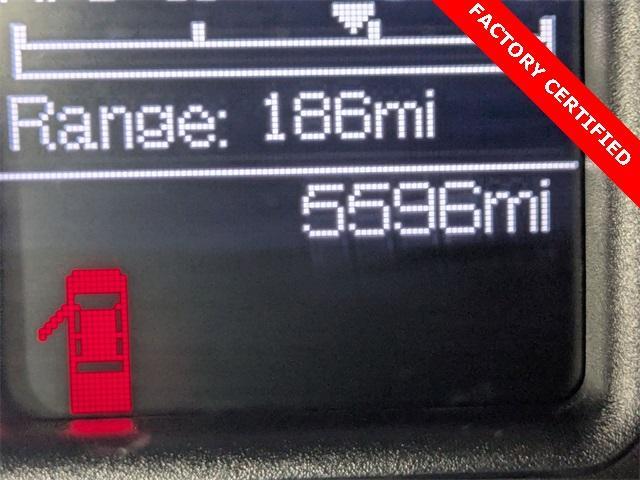 FACTORY CERTIFIED
Range: 186mi
5596mi